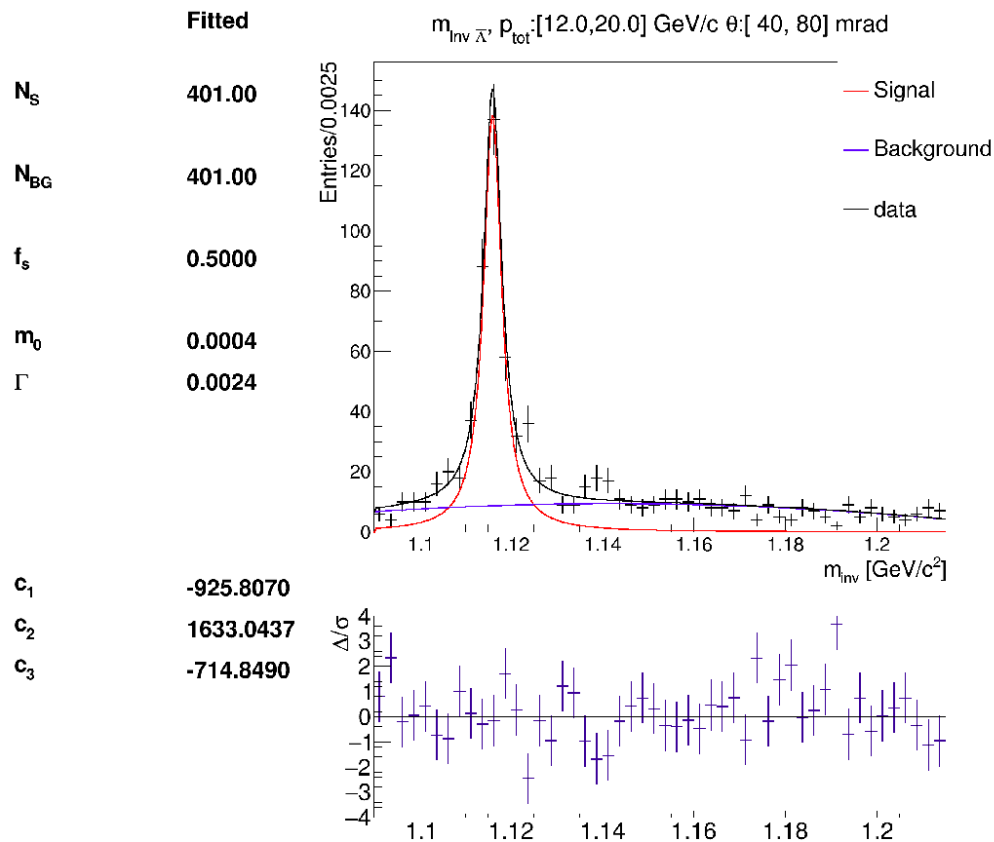 Fitted
N_S 401.00
N_BG 401.00
f_s 0.5000
m_0 0.0004
Γ 0.0024
m_Inv Λ̅, p_tot:[12.0,20.0] GeV/c θ:[ 40, 80] mrad
Entries/0.0025
140
120
100
80
60
40
20
0
Signal
Background
data
1.1 1.12 1.14 1.16 1.18 1.2
m_inv [GeV/c²]
c_1 -925.8070
c_2 1633.0437
c_3 -714.8490
Δ/σ
4
3
2
1
0
−1
−2
−3
−4
1.1 1.12 1.14 1.16 1.18 1.2